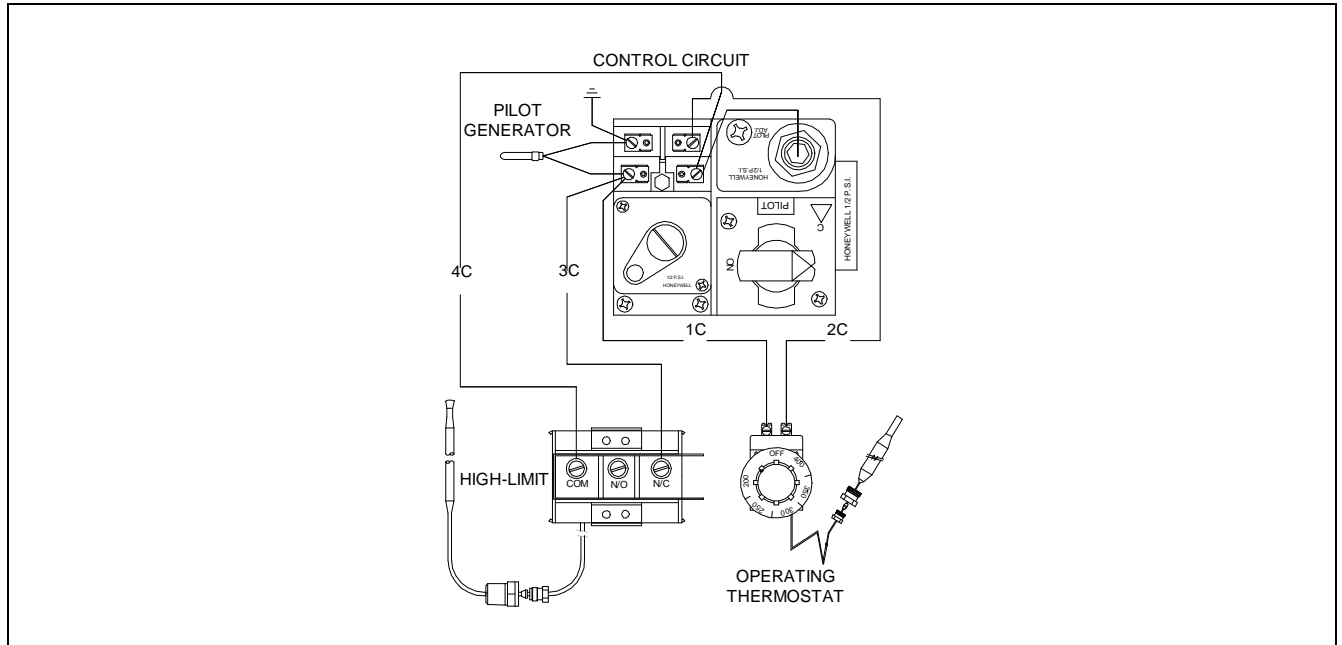 CONTROL CIRCUIT
PILOT
GENERATOR
PILOT
ADJ.
HONEYWELL
1/2 P.S.I.
PILOT
C
HONEYWELL 1/2 P. S.I.
ON
1/2 P.S.I.
HONEYWELL
4C
3C
1C
2C
HIGH-LIMIT
COM
N/O
N/C
OFF
400
350
300
250
200
OPERATING
THERMOSTAT